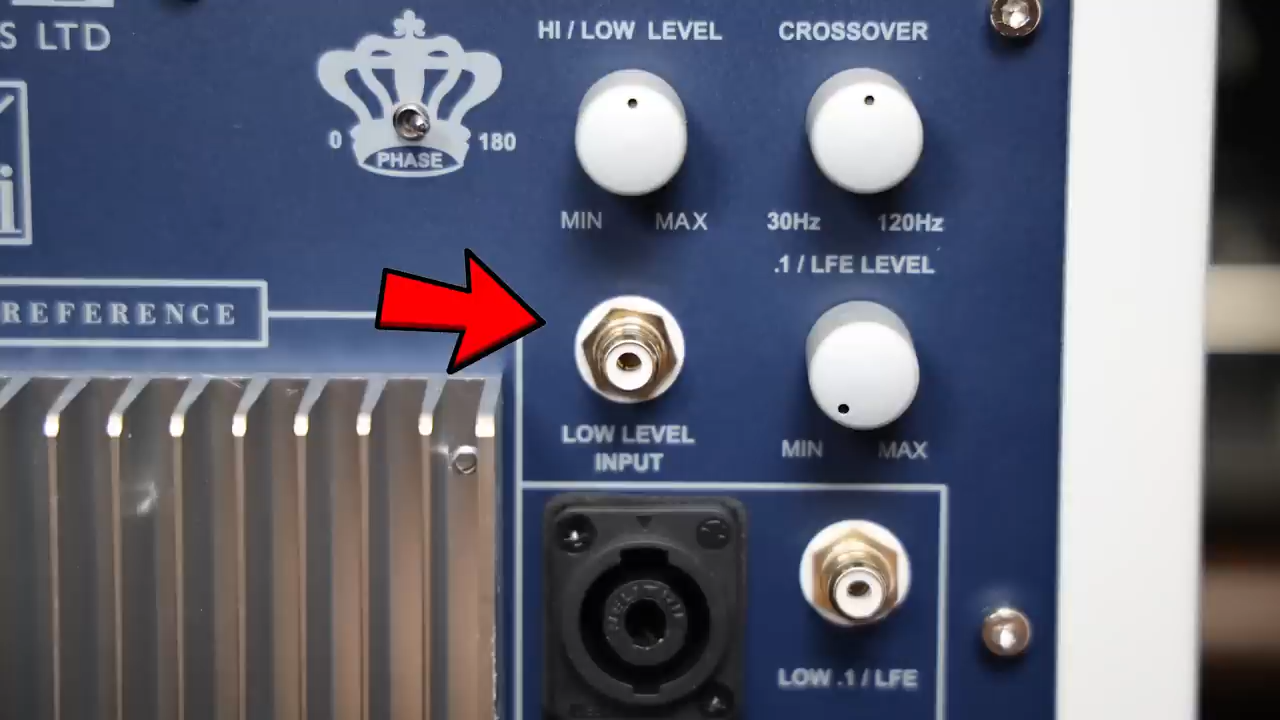 S LTD
HI / LOW LEVEL
CROSSOVER
0
180
PHASE
MIN
MAX
30Hz
120Hz
.1 / LFE LEVEL
i
REFERENCE
LOW LEVEL
INPUT
MIN
MAX
LOW .1 / LFE